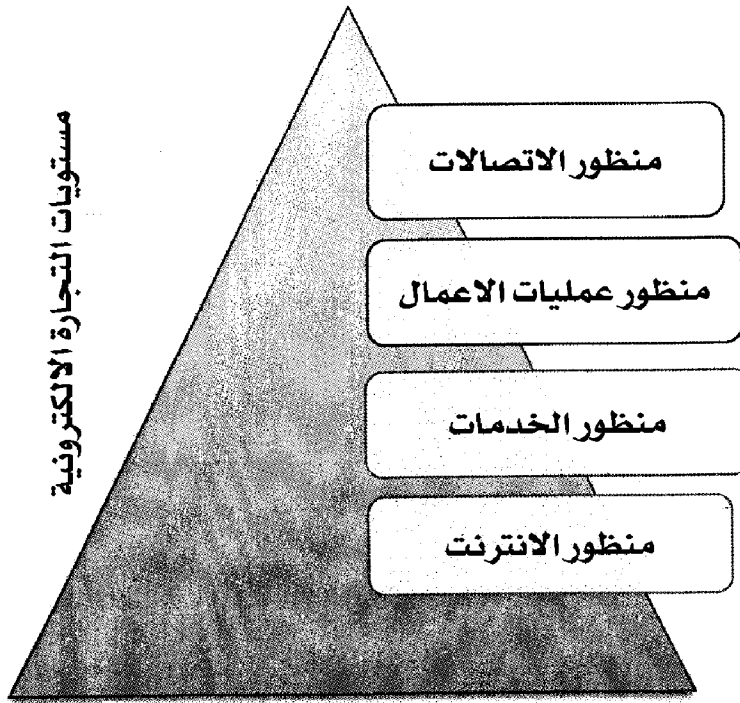 مستويات التجارة الالكترونية
منظور الاتصالات
منظور عمليات الاعمال
منظور الخدمات
منظور الانترنت